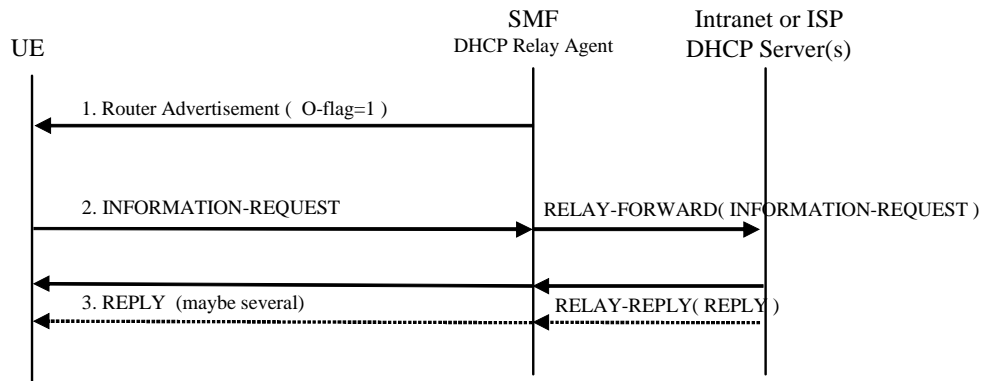 UE
SMF
DHCP Relay Agent
Intranet or ISP
DHCP Server(s)
1. Router Advertisement ( O-flag=1 )
2. INFORMATION-REQUEST
RELAY-FORWARD( INFORMATION-REQUEST )
3. REPLY (maybe several)
RELAY-REPLY( REPLY )